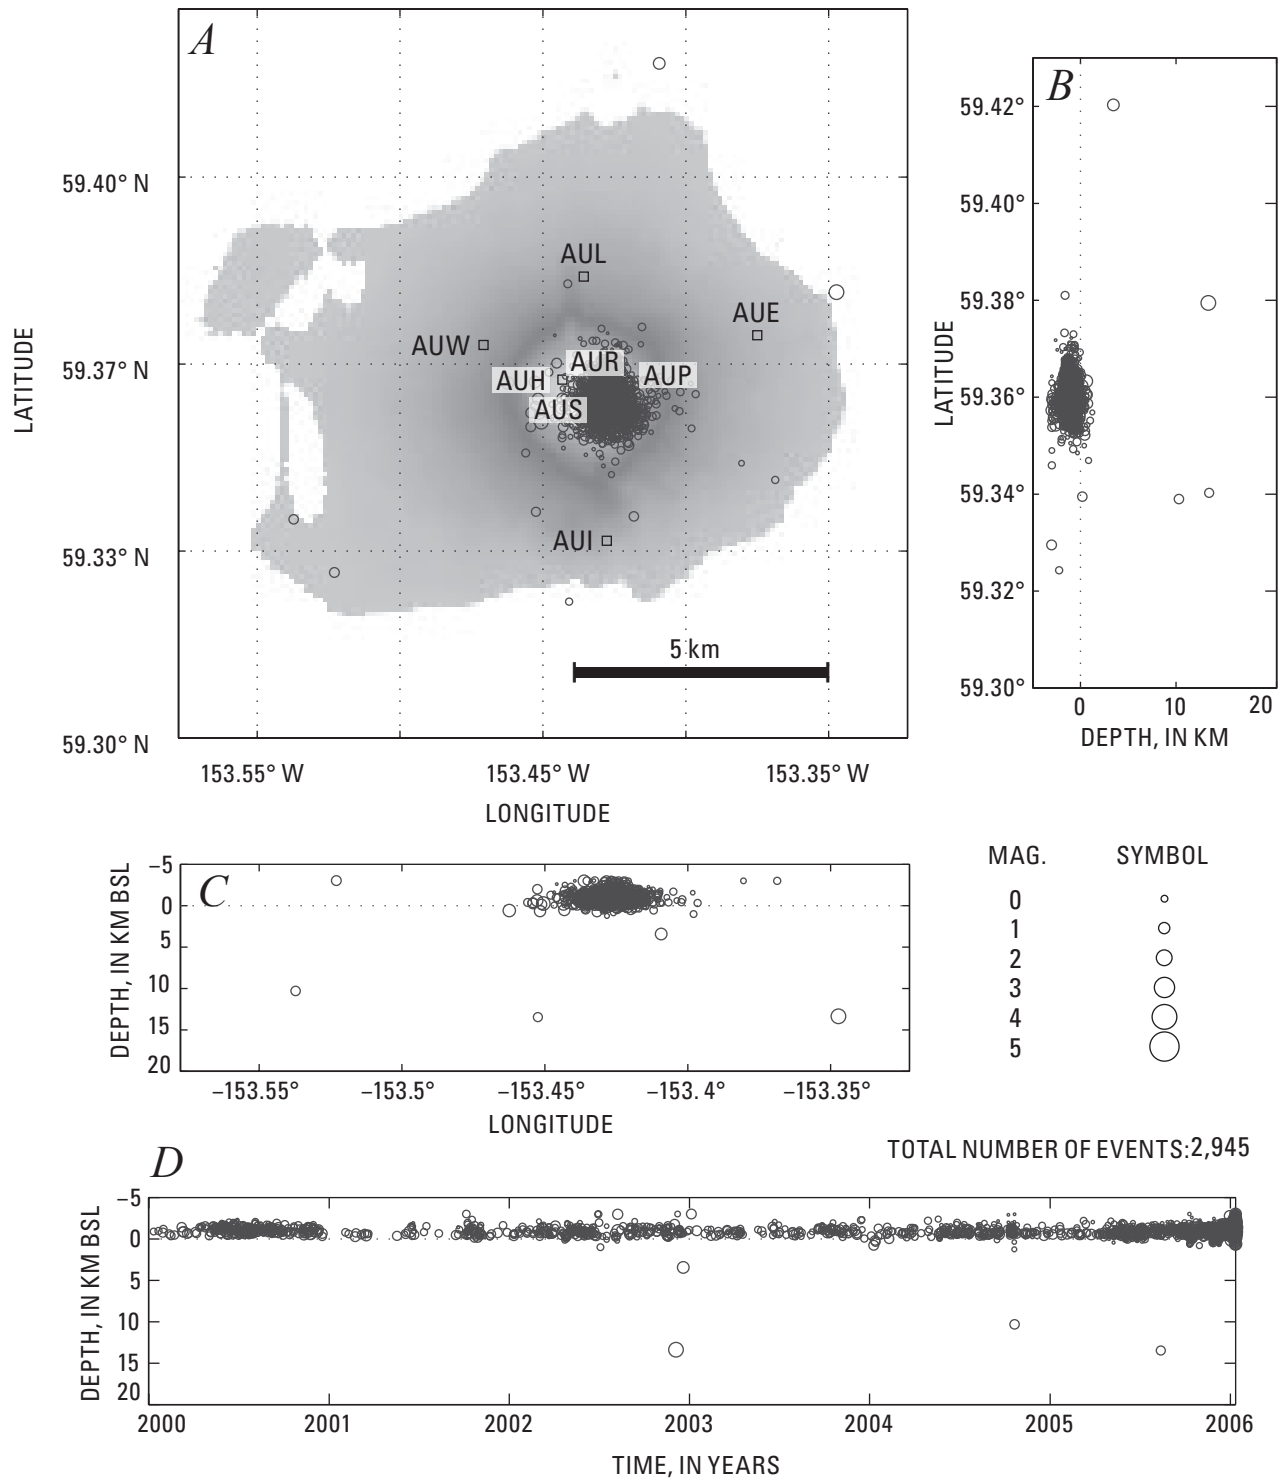 A
B
59.40° N
59.37° N
59.33° N
59.30° N
LATITUDE
AUL
AUE
AUW
AUR
AUH
AUP
AUS
AUI
5 km
153.55° W
153.45° W
153.35° W
LONGITUDE
59.42°
59.40°
59.38°
59.36°
59.34°
59.32°
59.30°
LATITUDE
0
10
20
DEPTH, IN KM
C
–5
0
5
10
15
20
DEPTH, IN KM BSL
–153.55°
–153.5°
–153.45°
–153.4°
–153.35°
LONGITUDE
MAG. SYMBOL
0
1
2
3
4
5
TOTAL NUMBER OF EVENTS:2,945
D
–5
0
5
10
15
20
DEPTH, IN KM BSL
2000 2001 2002 2003 2004 2005 2006
TIME, IN YEARS